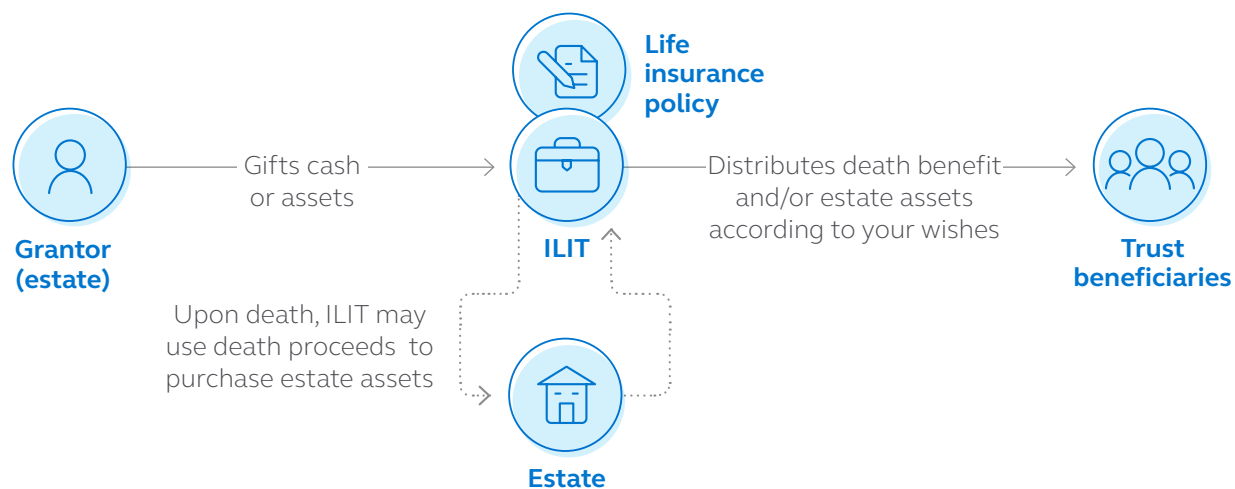 Life
insurance
policy
Gifts cash
or assets
Distributes death benefit
and/or estate assets
according to your wishes
Grantor
(estate)
ILIT
Trust
beneficiaries
Upon death, ILIT may
use death proceeds to
purchase estate assets
Estate